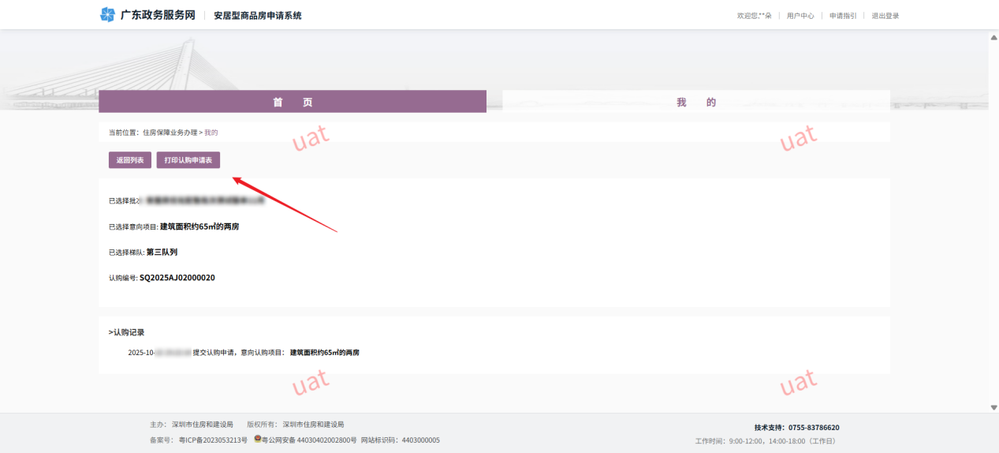 广东政务服务网 安居型商品房申请系统 欢迎您,**朵 用户中心 申请指引 退出登录
首 页 我 的
当前位置：住房保障业务办理 > 我的
uat uat
返回列表 打印认购申请表
已选择批
已选择意向项目: 建筑面积约65㎡的两房
已选择梯队: 第三队列
认购编号: SQ2025AJ02000020
>认购记录
2025-10- 提交认购申请，意向认购项目： 建筑面积约65㎡的两房
uat uat
主办： 深圳市住房和建设局 版权所有： 深圳市住房和建设局
技术支持：0755-83786620
备案号： 粤ICP备2023053213号 粤公网安备 44030402002800号 网站标识码：4403000005
工作时间：9:00-12:00，14:00-18:00（工作日）